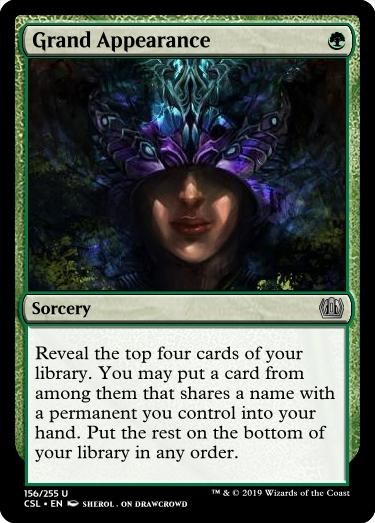 Grand Appearance
Sorcery
Reveal the top four cards of your
library. You may put a card from
among them that shares a name with
a permanent you control into your
hand. Put the rest on the bottom of
your library in any order.
156/255 U
CSL • EN SHEROL . ON DRAWCROWD
™ & © 2019 Wizards of the Coast